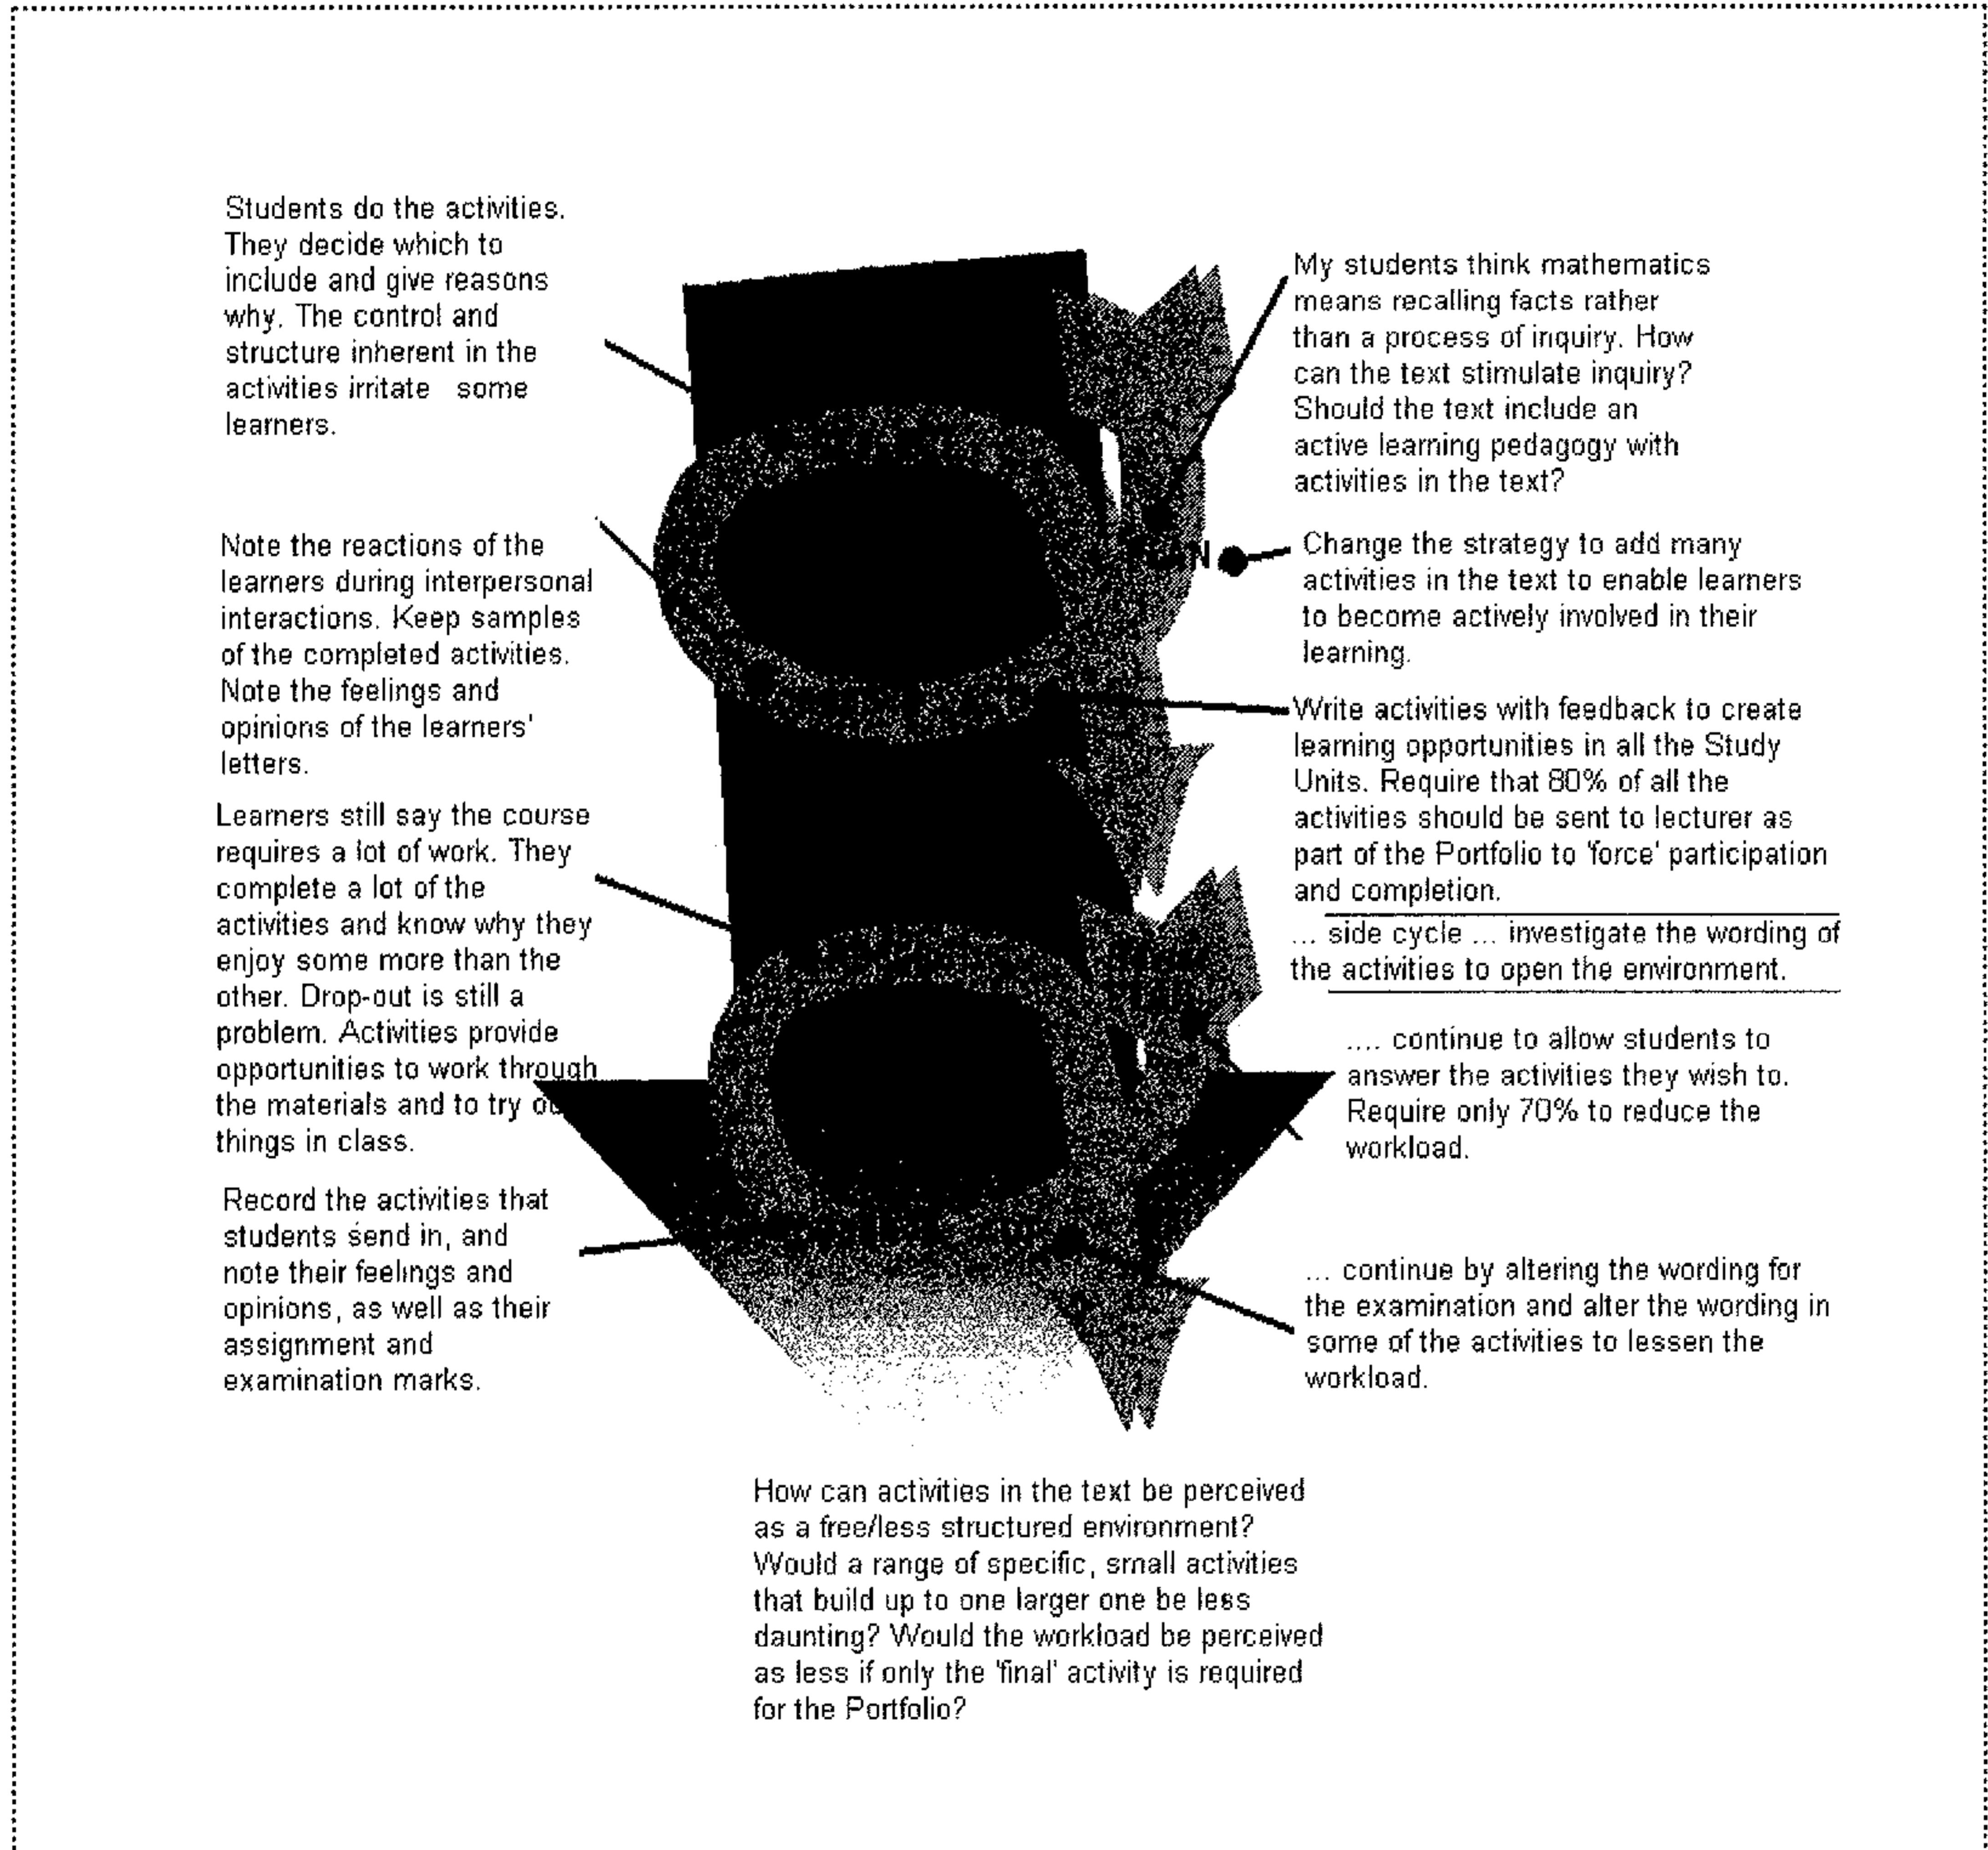 Students do the activities.
They decide which to
include and give reasons
why. The control and
structure inherent in the
activities irritate some
learners.
Note the reactions of the
learners during interpersonal
interactions. Keep samples
of the completed activities.
Note the feelings and
opinions of the learners'
letters.
Learners still say the course
requires a lot of work. They
complete a lot of the
activities and know why they
enjoy some more than the
other. Drop-out is still a
problem. Activities provide
opportunities to work through
the materials and to try
things in class.
Record the activities that
students send in, and
note their feelings and
opinions, as well as their
assignment and
examination marks.
My students think mathematics
means recalling facts rather
than a process of inquiry. How
can the text stimulate inquiry?
Should the text include an
active learning pedagogy with
activities in the text?
Change the strategy to add many
activities in the text to enable learners
to become actively involved in their
learning.
Write activities with feedback to create
learning opportunities in all the Study
Units. Require that 80% of all the
activities should be sent to lecturer as
part of the Portfolio to 'force' participation
and completion.
... side cycle ... investigate the wording of
the activities to open the environment.
.... continue to allow students to
answer the activities they wish to.
Require only 70% to reduce the
workload.
... continue by altering the wording for
the examination and alter the wording in
some of the activities to lessen the
workload.
How can activities in the text be perceived
as a free/less structured environment?
Would a range of specific, small activities
that build up to one larger one be less
daunting? Would the workload be perceived
as less if only the 'final' activity is required
for the Portfolio?